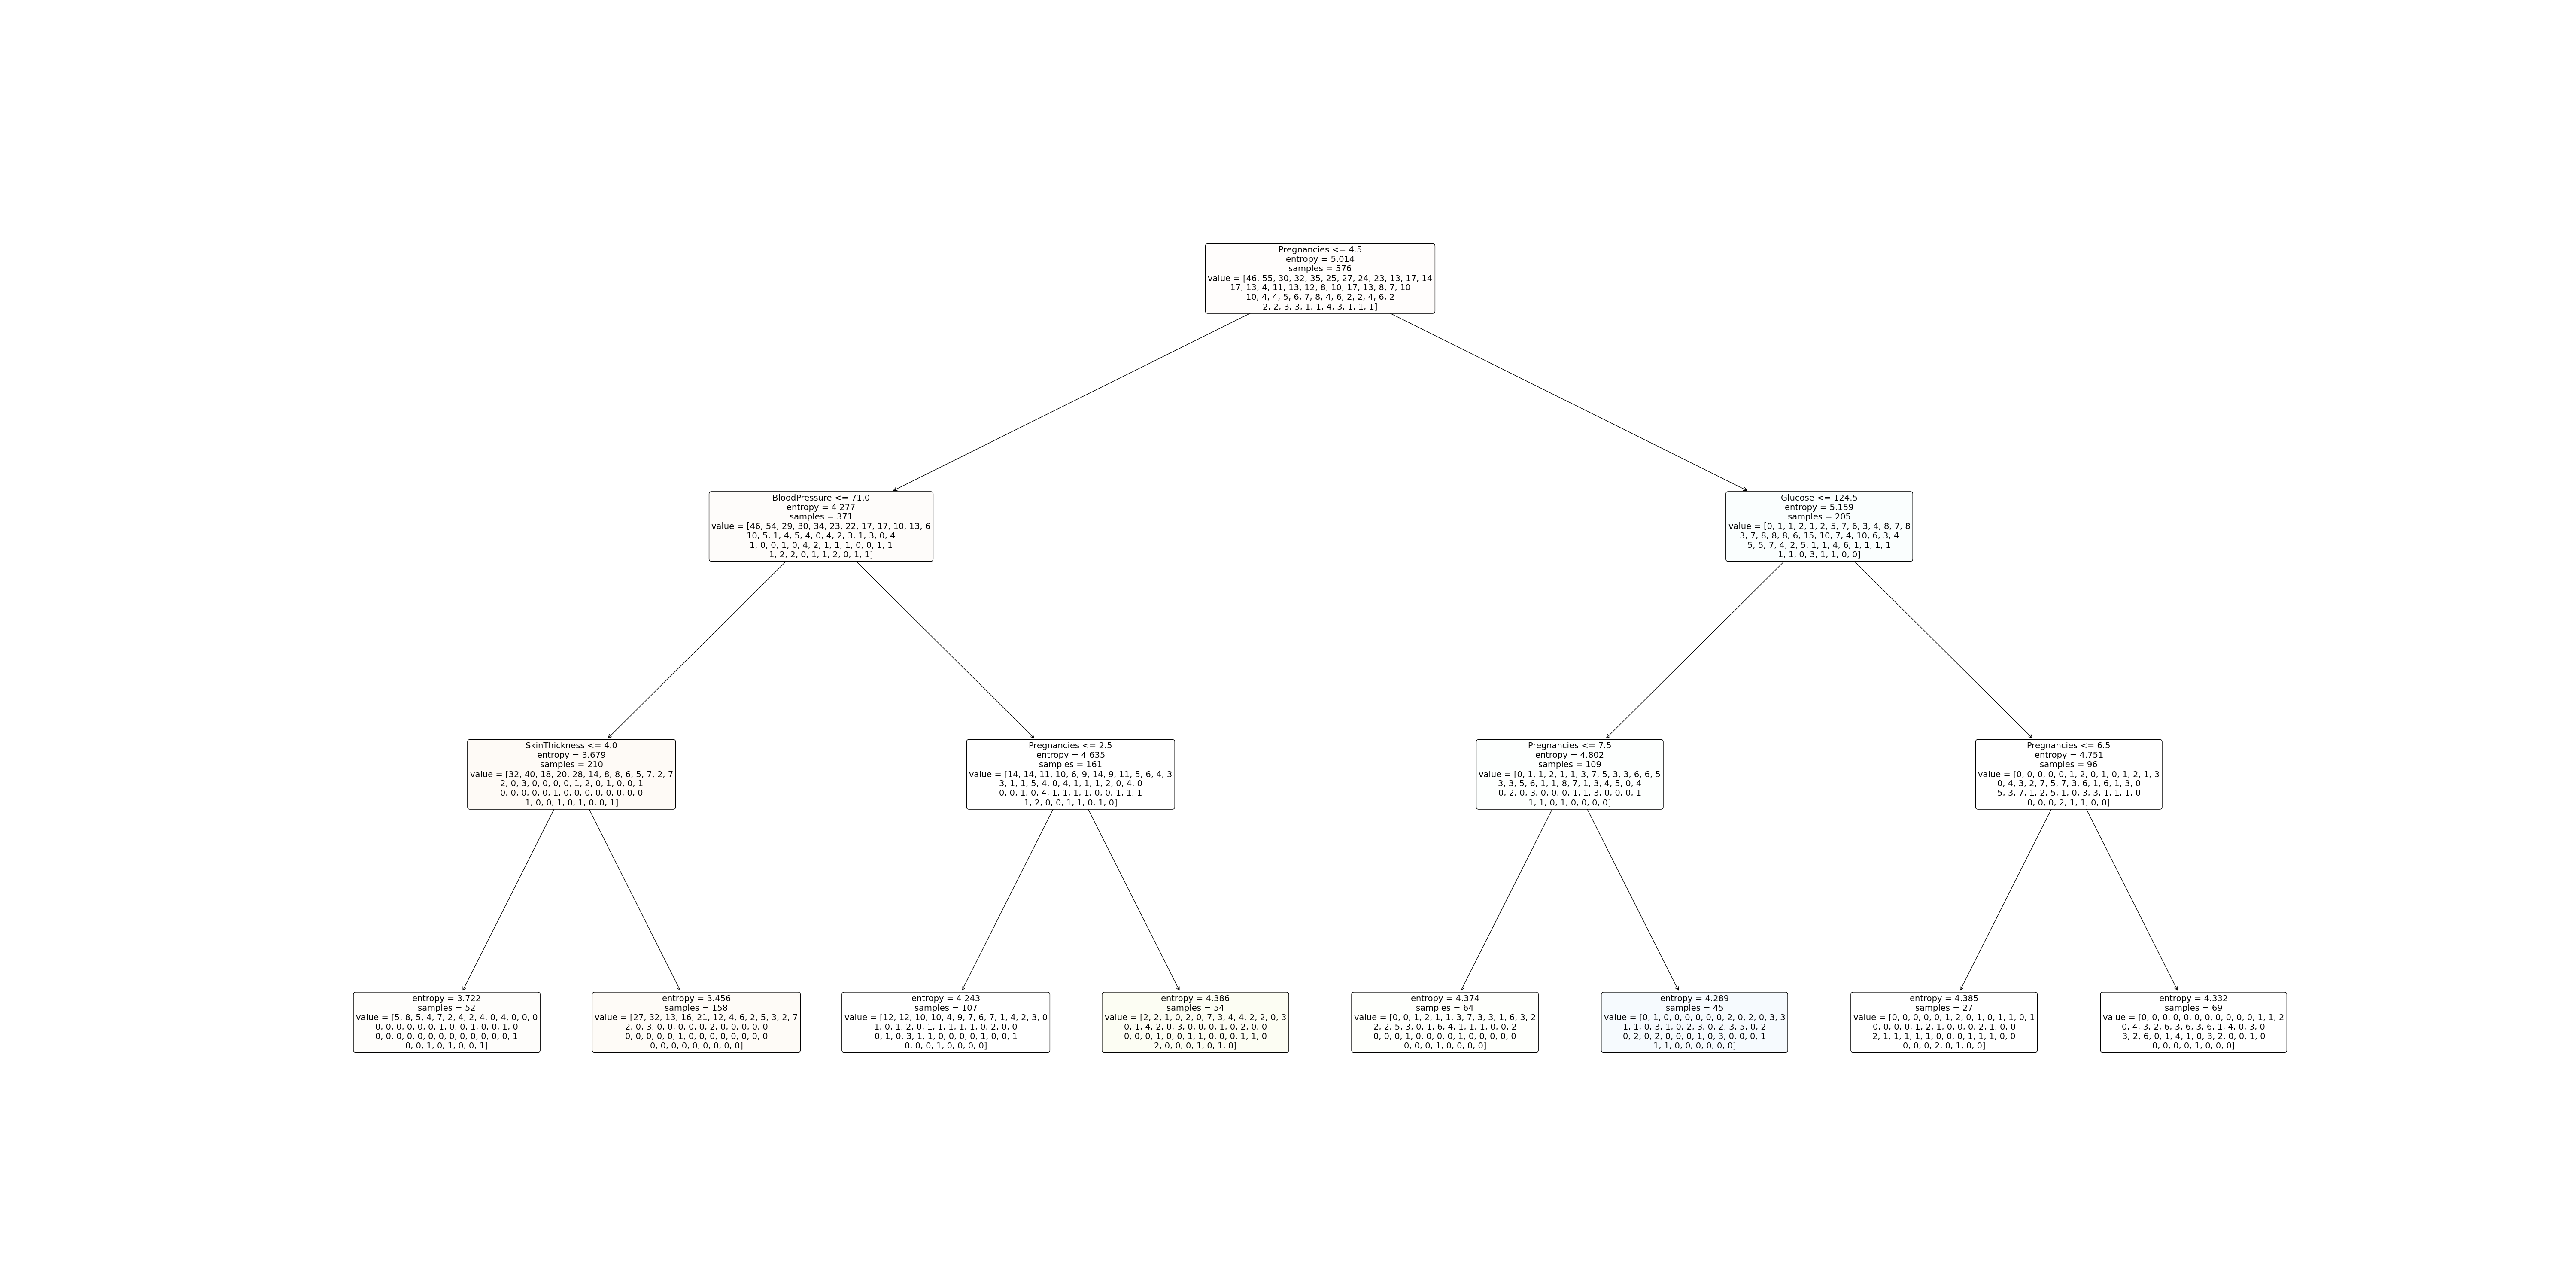 Pregnancies <= 4.5
entropy = 5.014
samples = 576
value = [46, 55, 30, 32, 35, 25, 27, 24, 23, 13, 17, 14
17, 13, 4, 11, 13, 12, 8, 10, 17, 13, 8, 7, 10
10, 4, 4, 5, 6, 7, 8, 4, 6, 2, 2, 4, 6, 2
2, 2, 3, 3, 1, 1, 4, 3, 1, 1, 1]
BloodPressure <= 71.0
entropy = 4.277
samples = 371
value = [46, 54, 29, 30, 34, 23, 22, 17, 17, 10, 13, 6
10, 5, 1, 4, 5, 4, 0, 4, 2, 3, 1, 3, 0, 4
1, 0, 0, 1, 0, 4, 2, 1, 1, 1, 0, 0, 1, 1
1, 2, 2, 0, 1, 1, 2, 0, 1, 1]
Glucose <= 124.5
entropy = 5.159
samples = 205
value = [0, 1, 1, 2, 1, 2, 5, 7, 6, 3, 4, 8, 7, 8
3, 7, 8, 8, 8, 6, 15, 10, 7, 4, 10, 6, 3, 4
5, 5, 7, 4, 2, 5, 1, 1, 4, 6, 1, 1, 1, 1
1, 1, 0, 3, 1, 1, 0, 0]
SkinThickness <= 4.0
entropy = 3.679
samples = 210
value = [32, 40, 18, 20, 28, 14, 8, 8, 6, 5, 7, 2, 7
2, 0, 3, 0, 0, 0, 0, 1, 2, 0, 1, 0, 0, 1
0, 0, 0, 0, 0, 1, 0, 0, 0, 0, 0, 0, 0, 0
1, 0, 0, 1, 0, 1, 0, 0, 1]
Pregnancies <= 2.5
entropy = 4.635
samples = 161
value = [14, 14, 11, 10, 6, 9, 14, 9, 11, 5, 6, 4, 3
3, 1, 1, 5, 4, 0, 4, 1, 1, 1, 2, 0, 4, 0
0, 0, 1, 0, 4, 1, 1, 1, 1, 0, 0, 1, 1, 1
1, 2, 0, 0, 1, 1, 0, 1, 0]
Pregnancies <= 7.5
entropy = 4.802
samples = 109
value = [0, 1, 1, 2, 1, 1, 3, 7, 5, 3, 3, 6, 6, 5
3, 3, 5, 6, 1, 1, 8, 7, 1, 3, 4, 5, 0, 4
0, 2, 0, 3, 0, 0, 0, 1, 1, 3, 0, 0, 0, 1
1, 1, 0, 1, 0, 0, 0, 0]
Pregnancies <= 6.5
entropy = 4.751
samples = 96
value = [0, 0, 0, 0, 0, 1, 2, 0, 1, 0, 1, 2, 1, 3
0, 4, 3, 2, 7, 5, 7, 3, 6, 1, 6, 1, 3, 0
5, 3, 7, 1, 2, 5, 1, 0, 3, 3, 1, 1, 1, 0
0, 0, 0, 2, 1, 1, 0, 0]
entropy = 3.722
samples = 52
value = [5, 8, 5, 4, 7, 2, 4, 2, 4, 0, 4, 0, 0, 0
0, 0, 0, 0, 0, 0, 1, 0, 0, 1, 0, 0, 1, 0
0, 0, 0, 0, 0, 0, 0, 0, 0, 0, 0, 0, 0, 1
0, 0, 1, 0, 1, 0, 0, 1]
entropy = 3.456
samples = 158
value = [27, 32, 13, 16, 21, 12, 4, 6, 2, 5, 3, 2, 7
2, 0, 3, 0, 0, 0, 0, 0, 2, 0, 0, 0, 0, 0
0, 0, 0, 0, 0, 1, 0, 0, 0, 0, 0, 0, 0, 0
0, 0, 0, 0, 0, 0, 0, 0, 0]
entropy = 4.243
samples = 107
value = [12, 12, 10, 10, 4, 9, 7, 6, 7, 1, 4, 2, 3, 0
1, 0, 1, 2, 0, 1, 1, 1, 1, 1, 0, 2, 0, 0
0, 1, 0, 3, 1, 1, 0, 0, 0, 0, 1, 0, 0, 1
0, 0, 0, 1, 0, 0, 0, 0]
entropy = 4.386
samples = 54
value = [2, 2, 1, 0, 2, 0, 7, 3, 4, 4, 2, 2, 0, 3
0, 1, 4, 2, 0, 3, 0, 0, 0, 1, 0, 2, 0, 0
0, 0, 0, 1, 0, 0, 1, 1, 0, 0, 0, 1, 1, 0
2, 0, 0, 0, 1, 0, 1, 0]
entropy = 4.374
samples = 64
value = [0, 0, 1, 2, 1, 1, 3, 7, 3, 3, 1, 6, 3, 2
2, 2, 5, 3, 0, 1, 6, 4, 1, 1, 1, 0, 0, 2
0, 0, 0, 1, 0, 0, 0, 0, 1, 0, 0, 0, 0, 0
0, 0, 0, 1, 0, 0, 0, 0]
entropy = 4.289
samples = 45
value = [0, 1, 0, 0, 0, 0, 0, 0, 2, 0, 2, 0, 3, 3
1, 1, 0, 3, 1, 0, 2, 3, 0, 2, 3, 5, 0, 2
0, 2, 0, 2, 0, 0, 0, 1, 0, 3, 0, 0, 0, 1
1, 1, 0, 0, 0, 0, 0, 0]
entropy = 4.385
samples = 27
value = [0, 0, 0, 0, 0, 1, 2, 0, 1, 0, 1, 1, 0, 1
0, 0, 0, 0, 1, 2, 1, 0, 0, 0, 2, 1, 0, 0
2, 1, 1, 1, 1, 1, 0, 0, 0, 1, 1, 1, 0, 0
0, 0, 0, 2, 0, 1, 0, 0]
entropy = 4.332
samples = 69
value = [0, 0, 0, 0, 0, 0, 0, 0, 0, 0, 0, 1, 1, 2
0, 4, 3, 2, 6, 3, 6, 3, 6, 1, 4, 0, 3, 0
3, 2, 6, 0, 1, 4, 1, 0, 3, 2, 0, 0, 1, 0
0, 0, 0, 0, 1, 0, 0, 0]